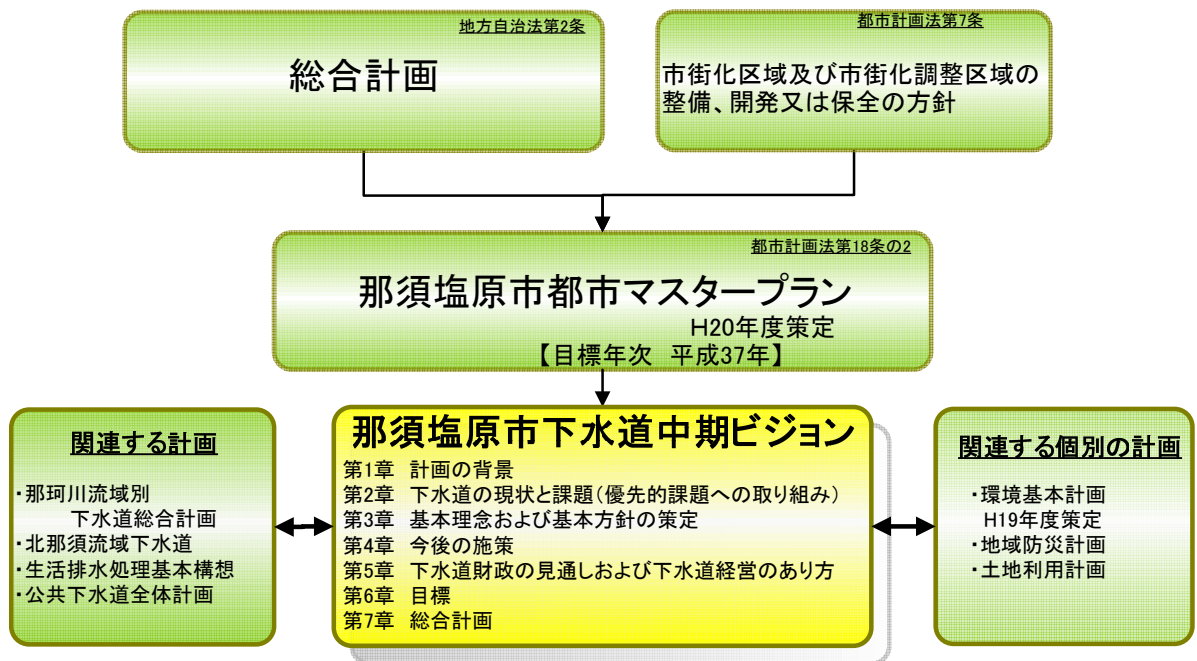 地方自治法第2条
総合計画
都市計画法第7条
市街化区域及び市街化調整区域の
整備、開発又は保全の方針
都市計画法第18条の2
那須塩原市都市マスタープラン
H20年度策定
【目標年次 平成37年】
関連する計画
・那珂川流域別
下水道総合計画
・北那須流域下水道
・生活排水処理基本構想
・公共下水道全体計画
那須塩原市下水道中期ビジョン
第1章 計画の背景
第2章 下水道の現状と課題(優先的課題への取り組み)
第3章 基本理念および基本方針の策定
第4章 今後の施策
第5章 下水道財政の見通しおよび下水道経営のあり方
第6章 目標
第7章 総合計画
関連する個別の計画
・環境基本計画
H19年度策定
・地域防災計画
・土地利用計画